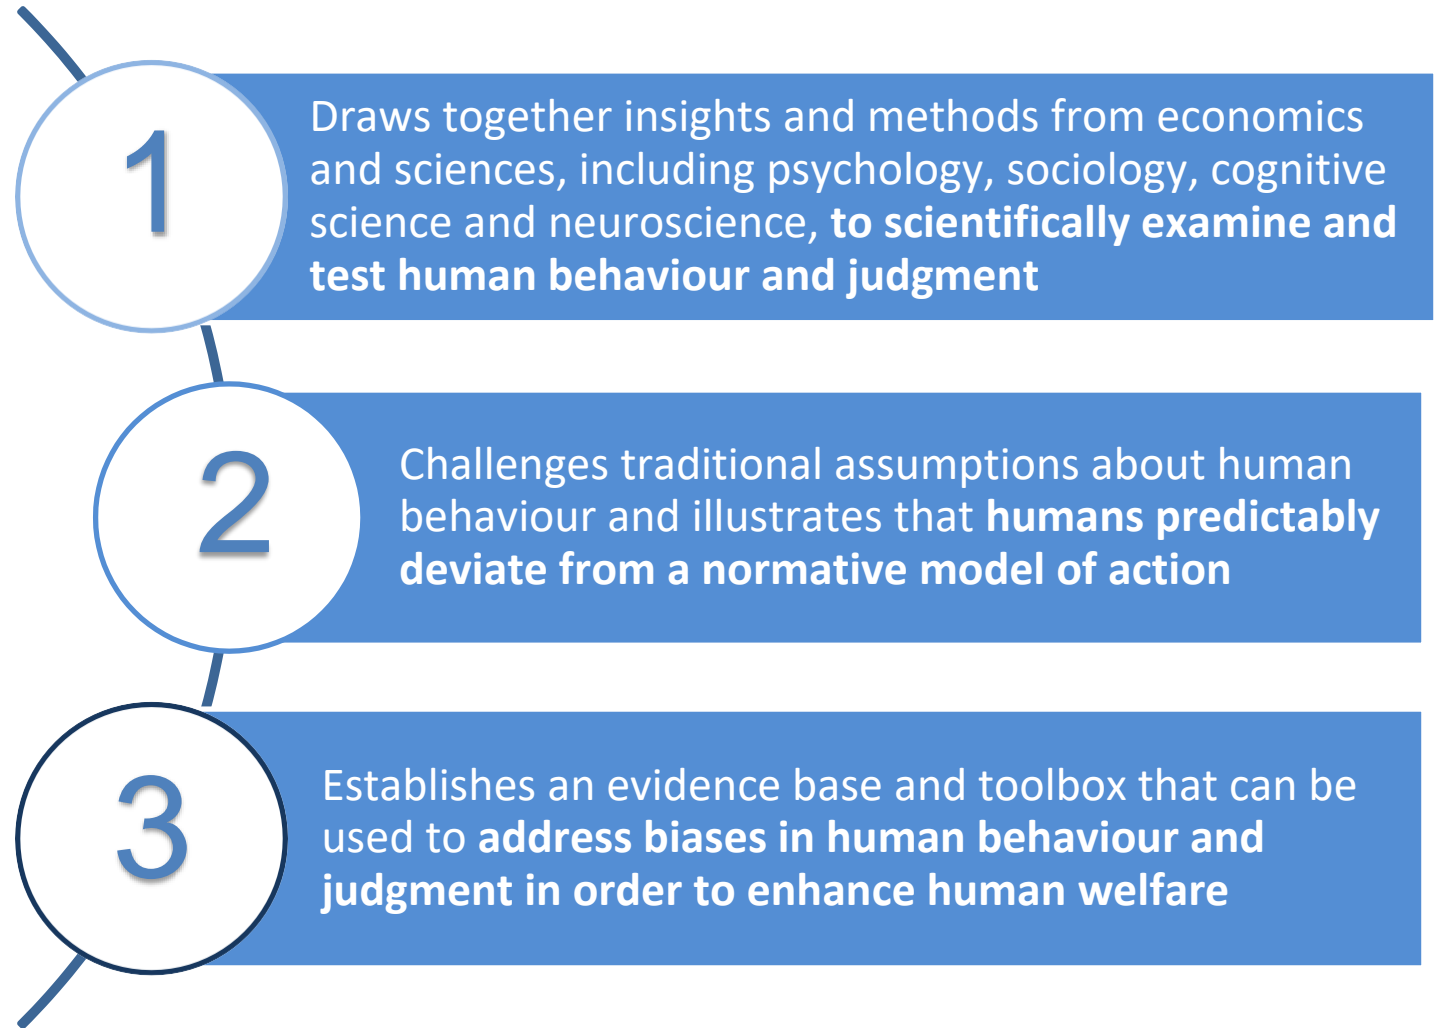 1
Draws together insights and methods from economics
and sciences, including psychology, sociology, cognitive
science and neuroscience, to scientifically examine and
test human behaviour and judgment
2
Challenges traditional assumptions about human
behaviour and illustrates that humans predictably
deviate from a normative model of action
3
Establishes an evidence base and toolbox that can be
used to address biases in human behaviour and
judgment in order to enhance human welfare